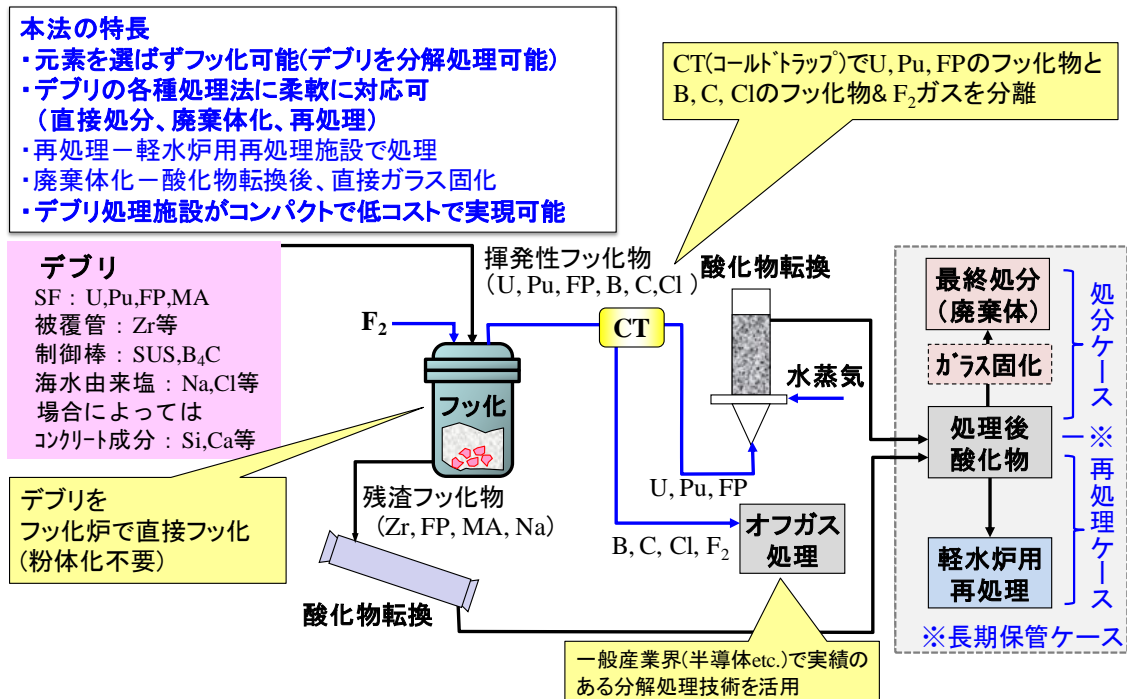 本法の特長
・元素を選ばずフッ化可能(デブリを分解処理可能)
・デブリの各種処理法に柔軟に対応可
(直接処分、廃棄体化、再処理)
・再処理－軽水炉用再処理施設で処理
・廃棄体化－酸化物転換後、直接ガラス固化
・デブリ処理施設がコンパクトで低コストで実現可能
CT(コールドトラップ)でU, Pu, FPのフッ化物と
B, C, Clのフッ化物& F₂ガスを分離
デブリ
SF：U,Pu,FP,MA
被覆管：Zr等
制御棒：SUS,B₄C
海水由来塩：Na,Cl等
場合によっては
コンクリート成分：Si,Ca等
F₂
揮発性フッ化物
(U, Pu, FP, B, C,Cl )
CT
酸化物転換
水蒸気
フッ化
デブリを
フッ化炉で直接フッ化
(粉体化不要)
残渣フッ化物
(Zr, FP, MA, Na)
酸化物転換
U, Pu, FP
B, C, Cl, F₂
オフガス
処理
一般産業界(半導体etc.)で実績の
ある分解処理技術を活用
最終処分
(廃棄体)
ガラス固化
処理後
酸化物
軽水炉用
再処理
処分ケース
※
再処理ケース
※長期保管ケース